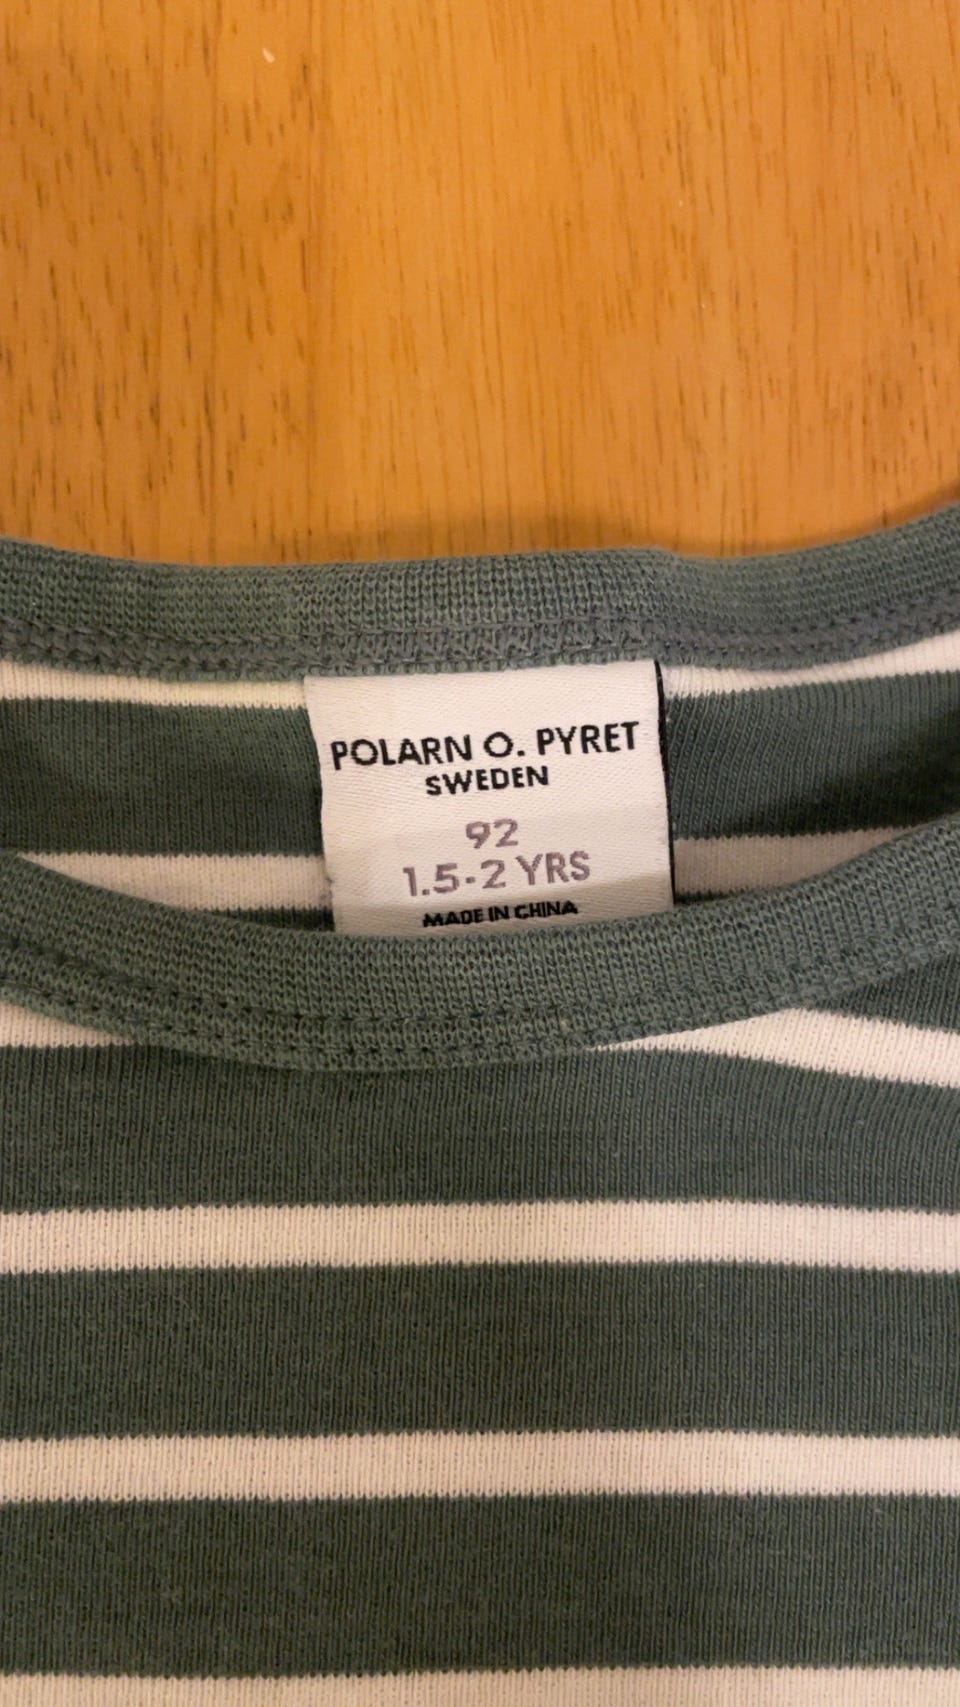 POLARN O. PYRET
SWEDEN
92
1.5-2 YRS
MADE IN CHINA